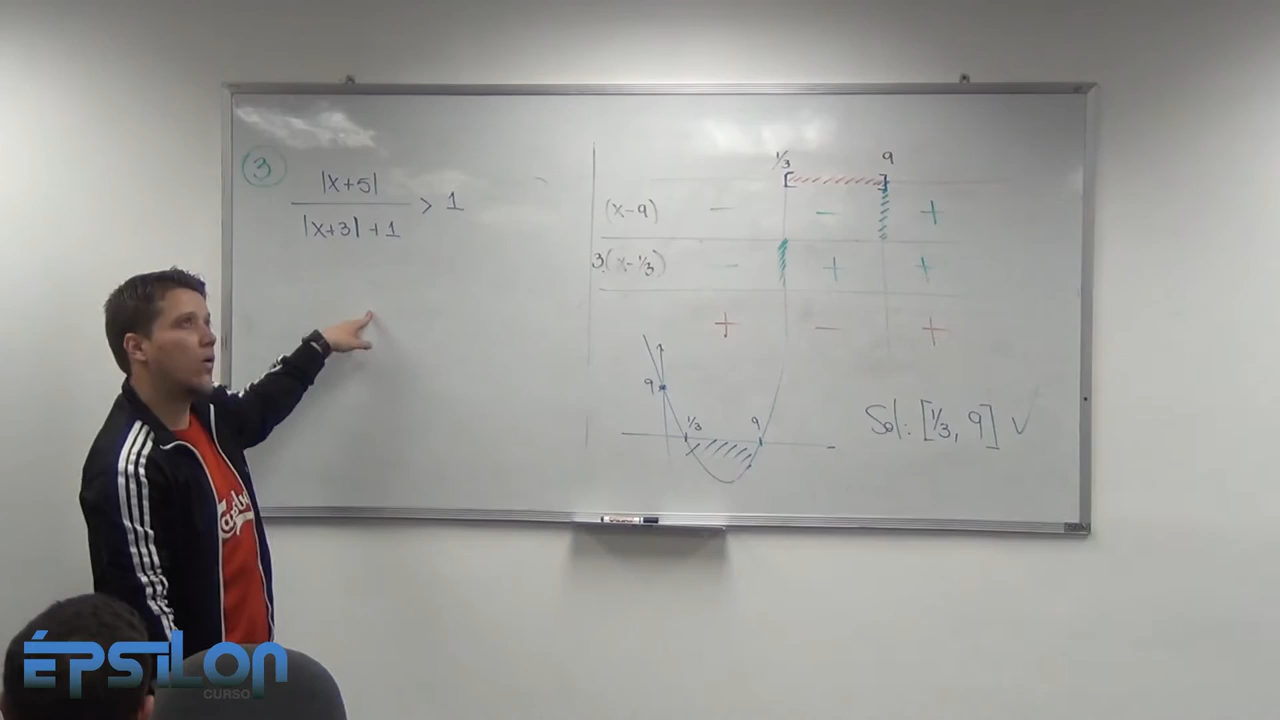 3
|x+5|
|x+3| + 1
> 1
1/3 9
(x-9) - - +
3.(x-1/3) - + +
+ - +
9
1/3 9
Sol: [1/3, 9] ✓
Carlsberg
ÉPSILON
CURSO